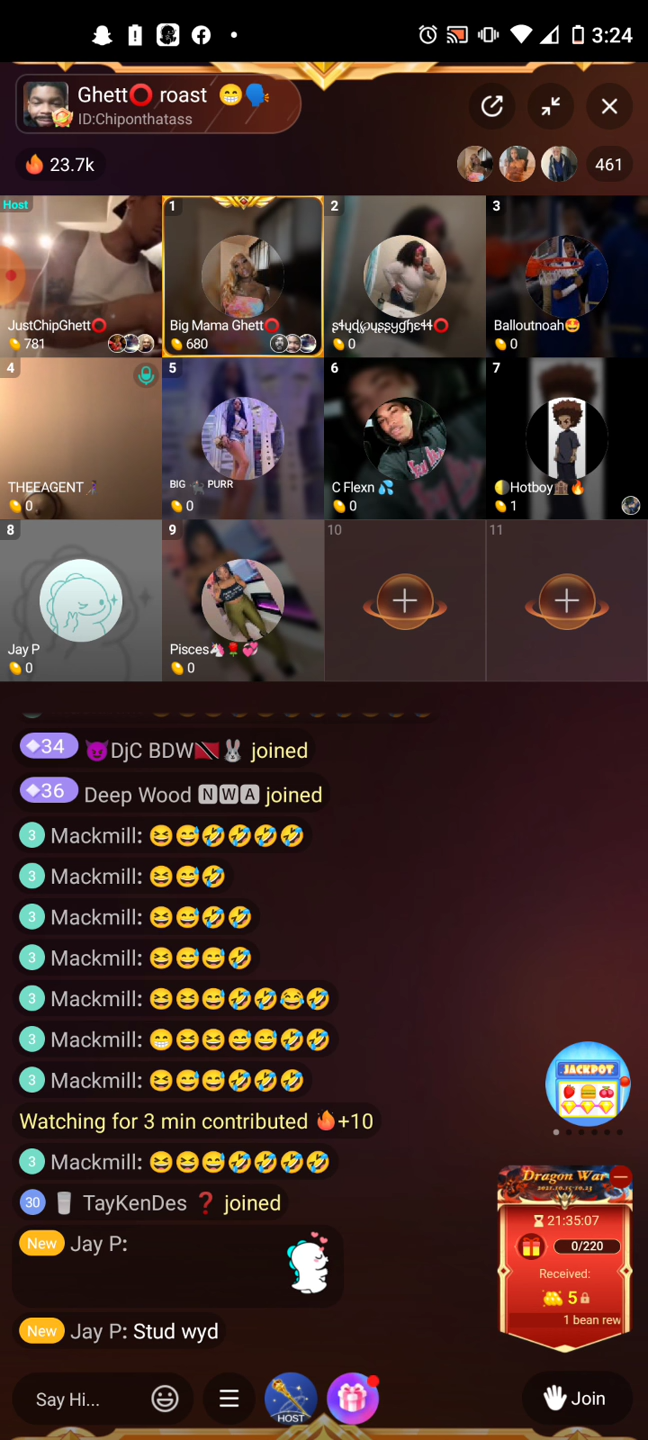 3:24
Ghett⭕ roast 😁🗣️
ID:Chiponthatass
🔥 23.7k
461
Host
1
2
3
JustChipGhett⭕
Big Mama Ghett⭕
Balloutnoah🤩
781
680
0
0
4
5
6
7
THEEAGENT
BIG PURR
C Flexn 💦
🌗Hotboy🏚️🔥
0
0
0
1
8
9
10
11
Jay P
Pisces🦄🌹💞
0
0
34 😈DjC BDW🇹🇹🐰 joined
36 Deep Wood 🅽🆆🅰 joined
3 Mackmill: 😆😅🤣🤣🤣🤣
3 Mackmill: 😆😅🤣
3 Mackmill: 😆😅🤣🤣
3 Mackmill: 😆😅😅🤣
3 Mackmill: 😆😆😅🤣🤣😂🤣
3 Mackmill: 😁😆😆😅😅🤣🤣
3 Mackmill: 😆😅😅🤣🤣🤣
JACKPOT
Watching for 3 min contributed 🔥+10
3 Mackmill: 😆😆😅🤣🤣🤣🤣
Dragon War
2021.10.15-10.23
30 TayKenDes ❓ joined
21:35:07
New Jay P:
0/220
Received:
5
1 bean rew
New Jay P: Stud wyd
Say Hi...
HOST
Join